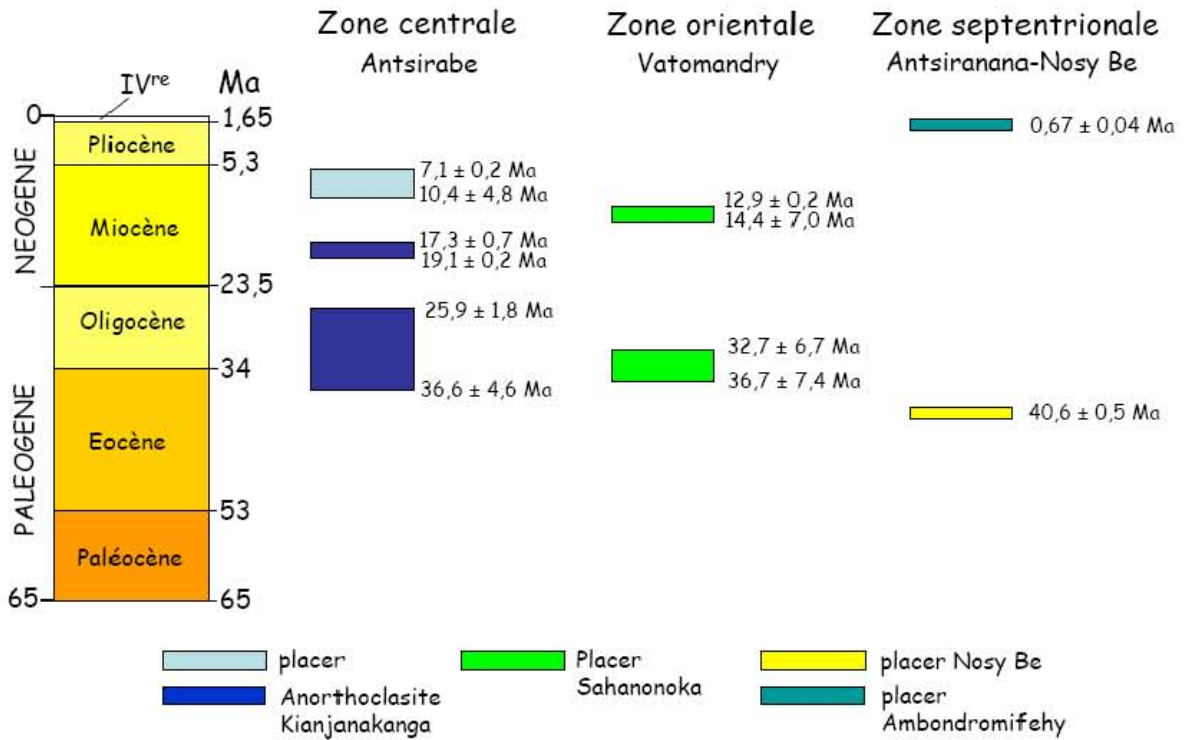 Zone centrale
Antsirabe
Zone orientale
Vatomandry
Zone septentrionale
Antsiranana-Nosy Be
IVre
Ma
0
1,65
Pliocène
5,3
NEOGENE
Miocène
23,5
Oligocène
34
PALEOGENE
Eocène
53
Paléocène
65
65
7,1 ± 0,2 Ma
10,4 ± 4,8 Ma
17,3 ± 0,7 Ma
19,1 ± 0,2 Ma
25,9 ± 1,8 Ma
36,6 ± 4,6 Ma
12,9 ± 0,2 Ma
14,4 ± 7,0 Ma
32,7 ± 6,7 Ma
36,7 ± 7,4 Ma
0,67 ± 0,04 Ma
40,6 ± 0,5 Ma
placer
Anorthoclasite
Kianjanakanga
Placer
Sahanonoka
placer Nosy Be
placer
Ambondromifehy